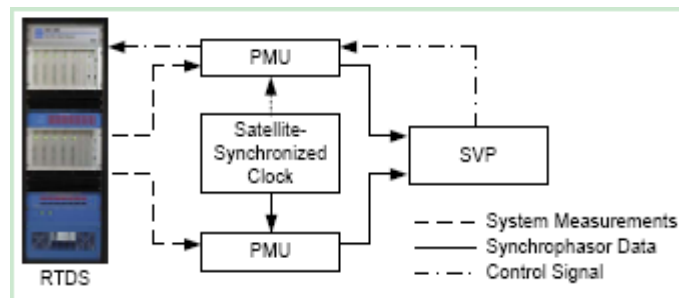 PMU
Satellite-
Synchronized
Clock
SVP
PMU
RTDS
System Measurements
Synchrophasor Data
Control Signal